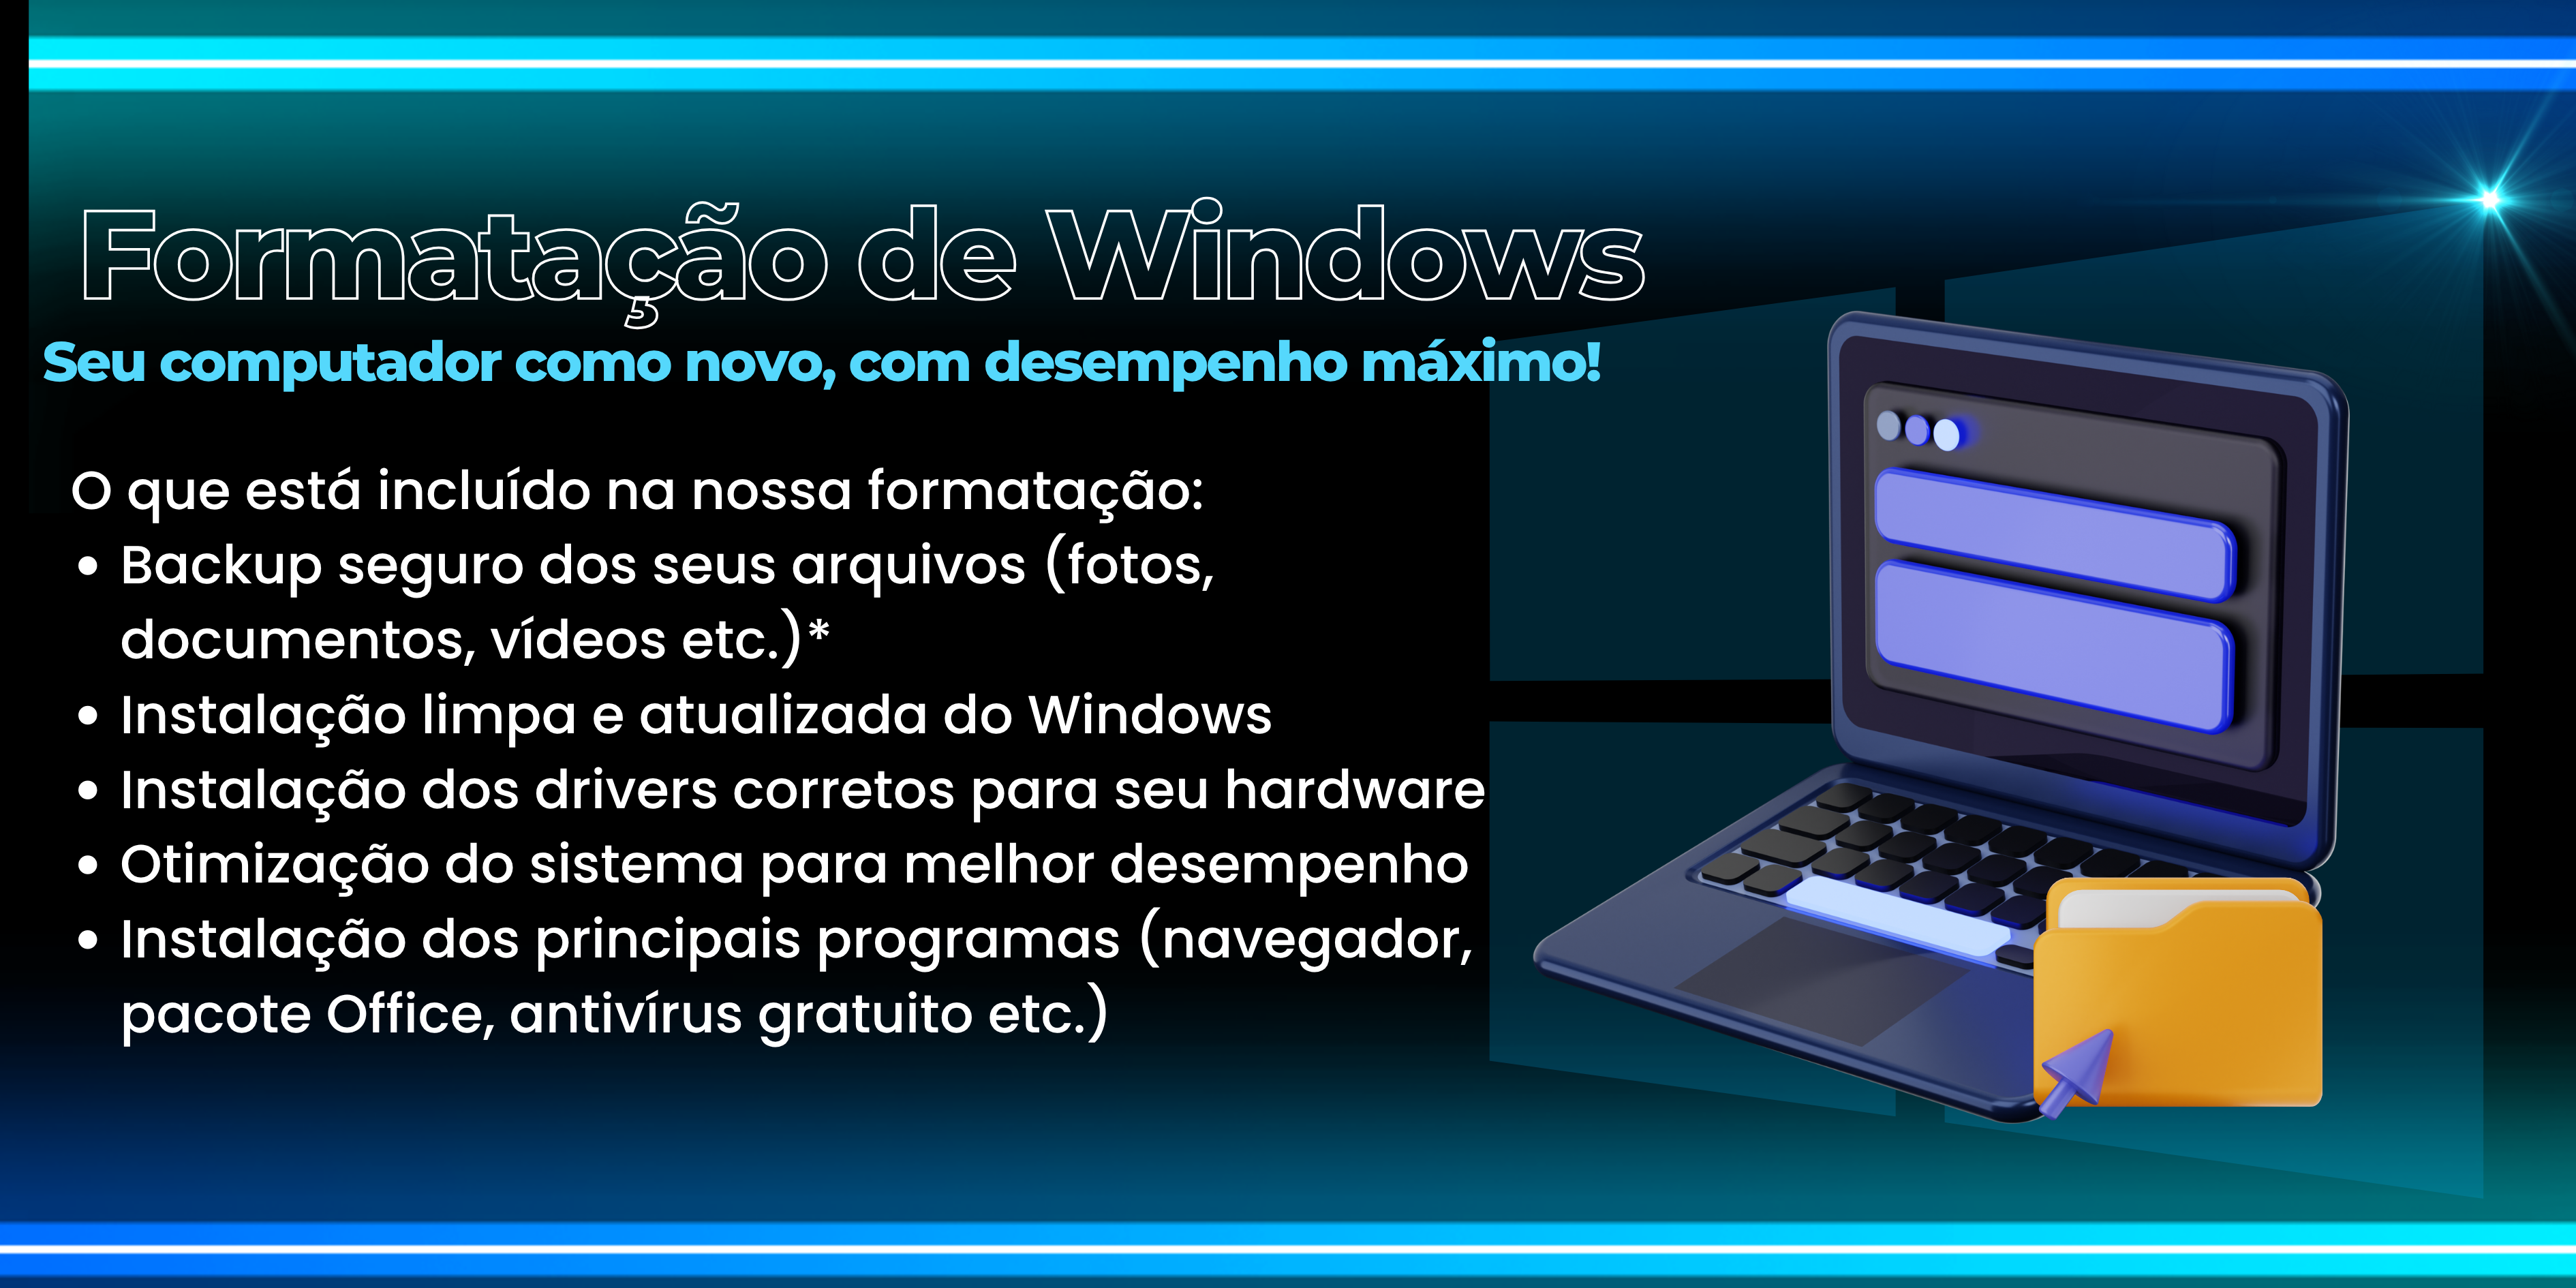 Formatação de Windows
Seu computador como novo, com desempenho máximo!
O que está incluído na nossa formatação:
• Backup seguro dos seus arquivos (fotos,
documentos, vídeos etc.)*
• Instalação limpa e atualizada do Windows
• Instalação dos drivers corretos para seu hardware
• Otimização do sistema para melhor desempenho
• Instalação dos principais programas (navegador,
pacote Office, antivírus gratuito etc.)